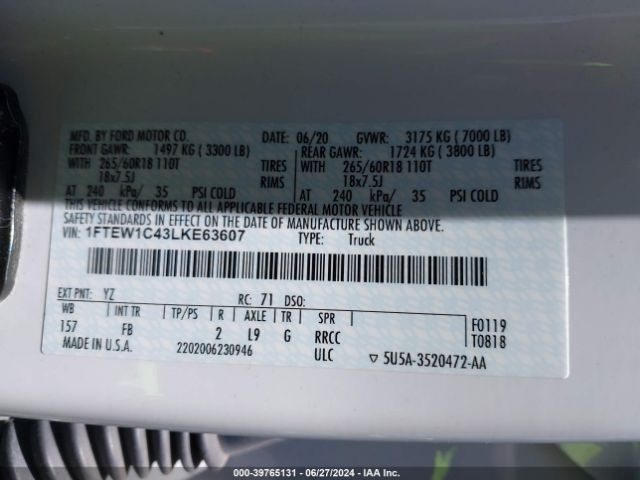 MFD. BY FORD MOTOR CO. DATE: 06/20 GVWR: 3175 KG ( 7000 LB)
FRONT GAWR: 1497 KG ( 3300 LB) REAR GAWR: 1724 KG ( 3800 LB)
WITH 265/60R18 110T TIRES WITH 265/60R18 110T TIRES
18x7.5J RIMS 18x7.5J RIMS
AT 240 kPa/ 35 PSI COLD AT 240 kPa/ 35 PSI COLD
THIS VEHICLE CONFORMS TO ALL APPLICABLE FEDERAL MOTOR VEHICLE
SAFETY STANDARDS IN EFFECT ON THE DATE OF MANUFACTURE SHOWN ABOVE.
VIN: 1FTEW1C43LKE63607 TYPE: Truck
EXT PNT: YZ RC: 71 DSO:
WB INT TR TP/PS R AXLE TR SPR F0119
157 FB 2 L9 G RRCC T0818
MADE IN U.S.A. 2202006230946 ULC ▽ 5U5A-3520472-AA
000-39765131 - 06/27/2024 - IAA Inc.